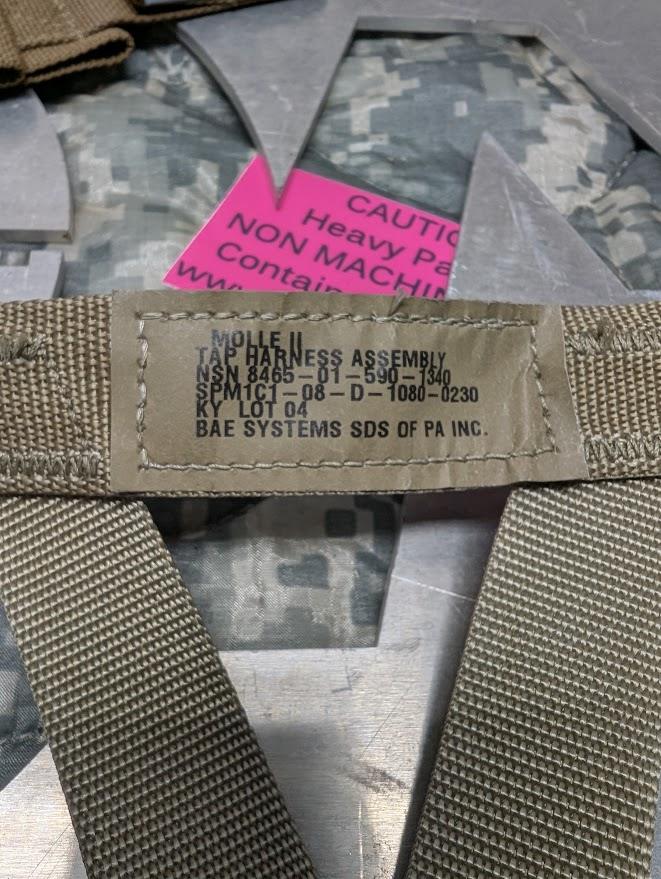 CAUTIO
Heavy Pa
NON MACHIN
Contain
MOLLE II
TAP HARNESS ASSEMBLY
NSN 8465-01-590-1340
SPM1C1-08-D-1080-0230
KY LOT 04
BAE SYSTEMS SDS OF PA INC.